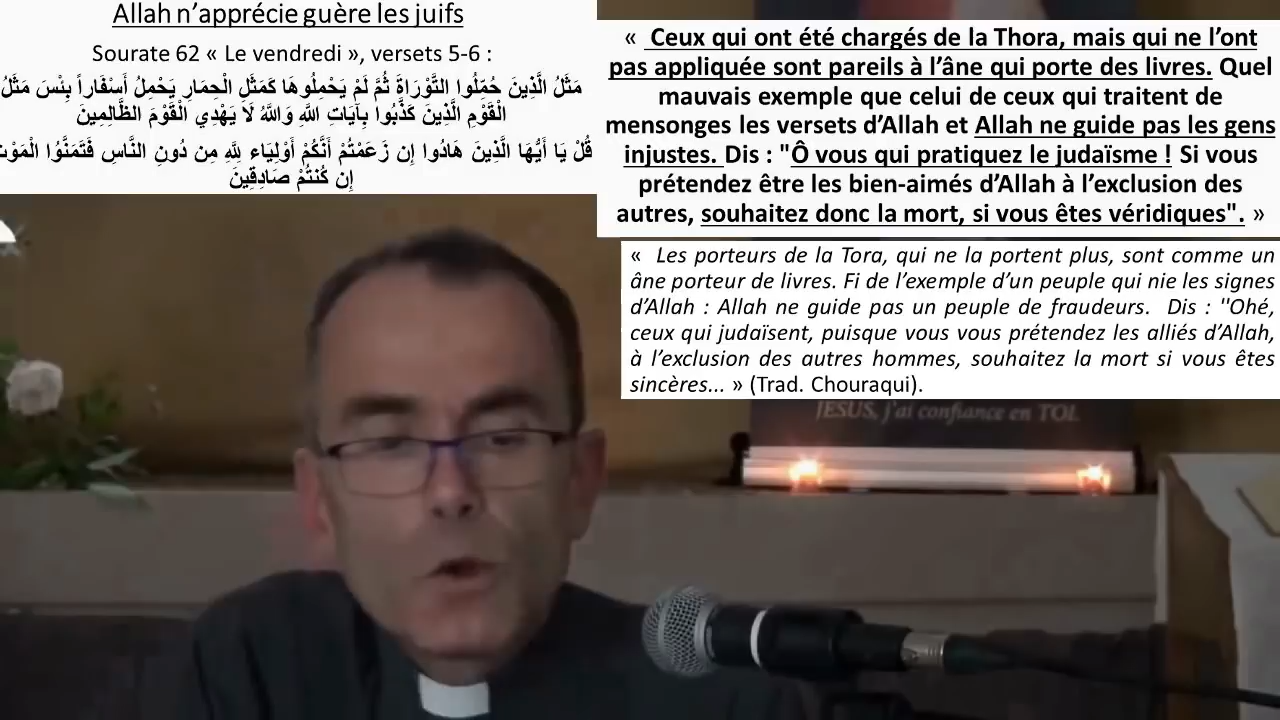 Allah n’apprécie guère les juifs
Sourate 62 « Le vendredi », versets 5-6 :
مَثَلُ الَّذِينَ حُمِّلُوا التَّوْرَاةَ ثُمَّ لَمْ يَحْمِلُوهَا كَمَثَلِ الْحِمَارِ يَحْمِلُ أَسْفَاراً بِئْسَ مَثَلُ
الْقَوْمِ الَّذِينَ كَذَّبُوا بِآيَاتِ اللَّهِ وَاللَّهُ لَا يَهْدِي الْقَوْمَ الظَّالِمِينَ
قُلْ يَا أَيُّهَا الَّذِينَ هَادُوا إِن زَعَمْتُمْ أَنَّكُمْ أَوْلِيَاء لِلَّهِ مِن دُونِ النَّاسِ فَتَمَنَّوُا الْمَوْتَ
إِن كُنتُمْ صَادِقِينَ
« Ceux qui ont été chargés de la Thora, mais qui ne l’ont
pas appliquée sont pareils à l’âne qui porte des livres. Quel
mauvais exemple que celui de ceux qui traitent de
mensonges les versets d’Allah et Allah ne guide pas les gens
injustes. Dis : "Ô vous qui pratiquez le judaïsme ! Si vous
prétendez être les bien-aimés d’Allah à l’exclusion des
autres, souhaitez donc la mort, si vous êtes véridiques". »
« Les porteurs de la Tora, qui ne la portent plus, sont comme un
âne porteur de livres. Fi de l’exemple d’un peuple qui nie les signes
d’Allah : Allah ne guide pas un peuple de fraudeurs. Dis : "Ohé,
ceux qui judaïsent, puisque vous vous prétendez les alliés d’Allah,
à l’exclusion des autres hommes, souhaitez la mort si vous êtes
sincères... » (Trad. Chouraqui).
JESUS, j'ai confiance en TOI.